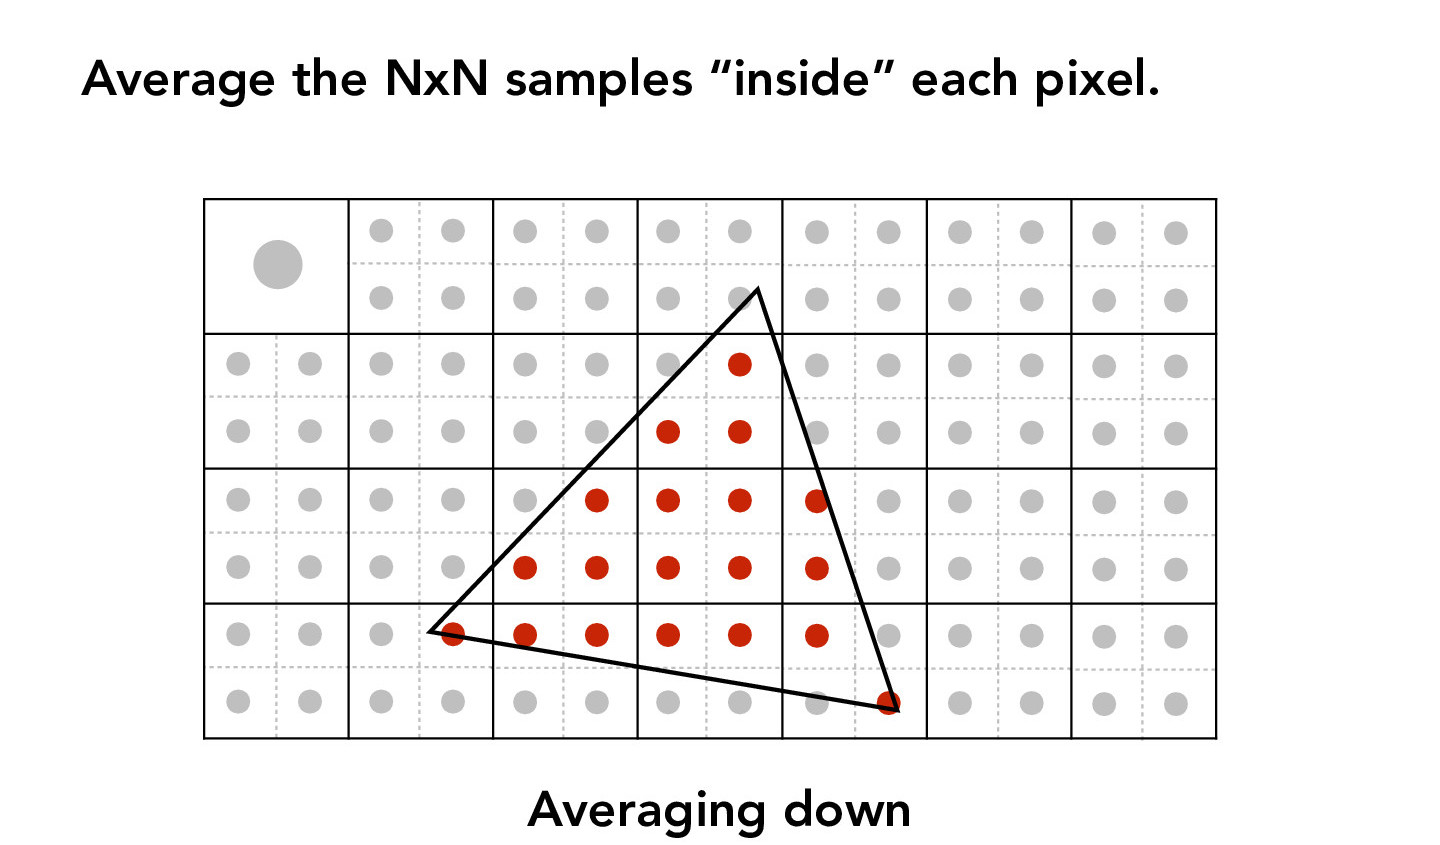 Average the NxN samples “inside” each pixel.
Averaging down